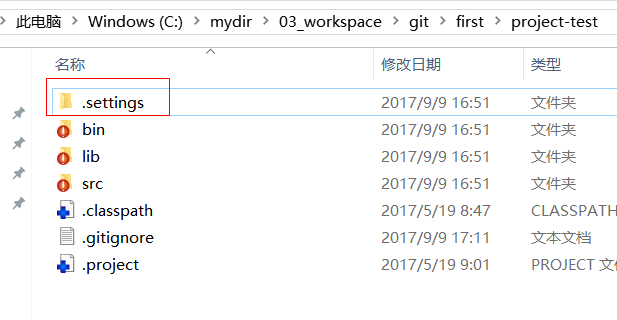 此电脑 > Windows (C:) > mydir > 03_workspace > git > first > project-test
名称 修改日期 类型
.settings 2017/9/9 16:51 文件夹
bin 2017/9/9 16:51 文件夹
lib 2017/9/9 16:51 文件夹
src 2017/9/9 16:51 文件夹
.classpath 2017/5/19 8:47 CLASSPATH
.gitignore 2017/9/9 17:11 文本文档
.project 2017/5/19 9:01 PROJECT 文